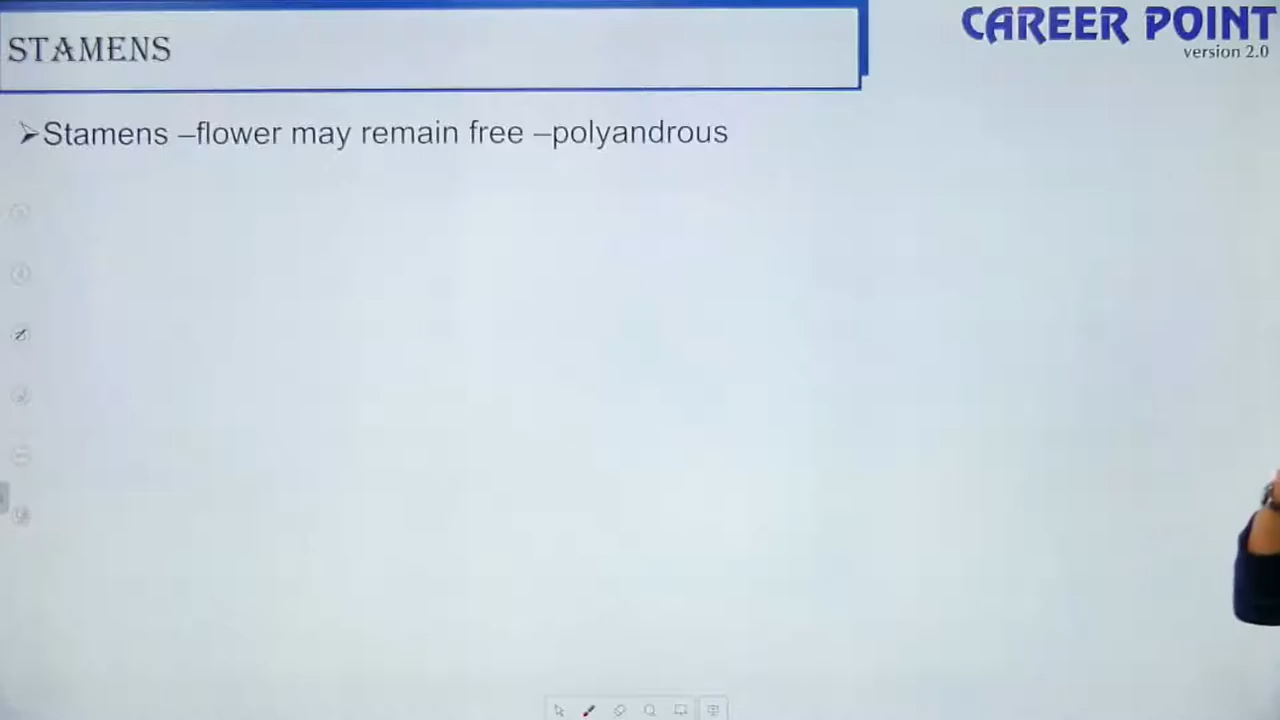 STAMENS
CAREER POINT
version 2.0
➢Stamens –flower may remain free –polyandrous